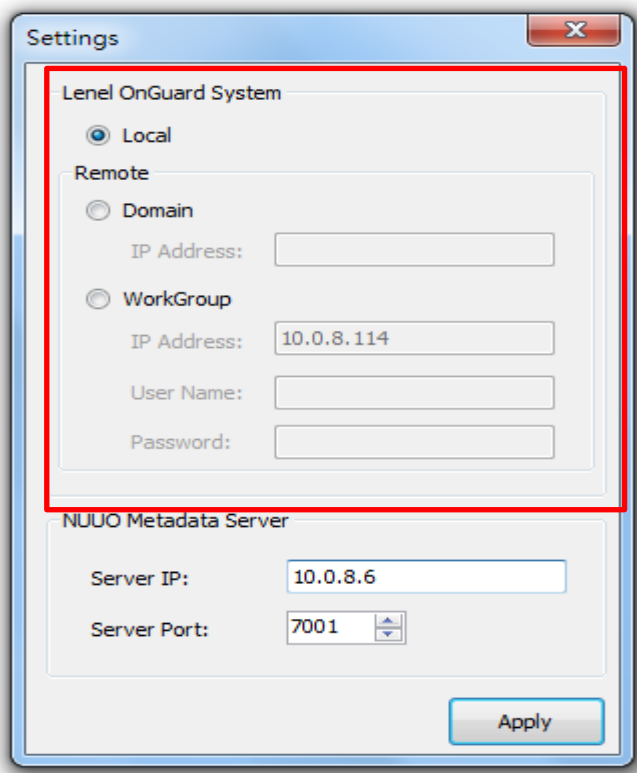 Settings
Lenel OnGuard System
Local
Remote
Domain
IP Address:
WorkGroup
IP Address: 10.0.8.114
User Name:
Password:
NUUO Metadata Server
Server IP: 10.0.8.6
Server Port: 7001
Apply